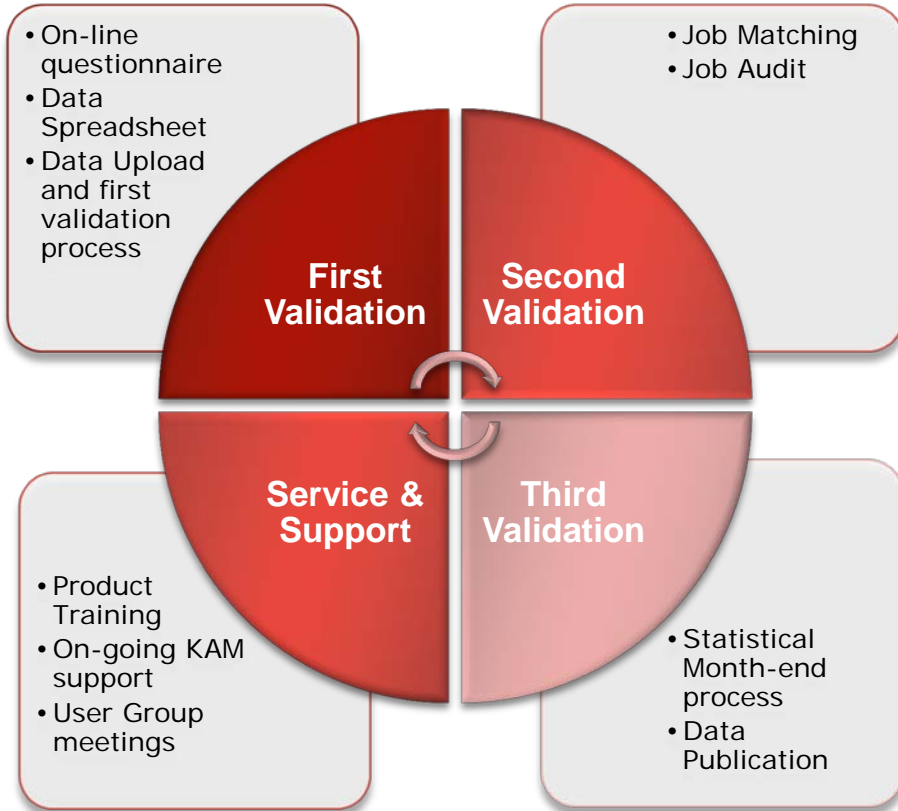 • On-line
questionnaire
• Data
Spreadsheet
• Data Upload
and first
validation
process
• Job Matching
• Job Audit
First
Validation
Second
Validation
Service &
Support
Third
Validation
• Product
Training
• On-going KAM
support
• User Group
meetings
• Statistical
Month-end
process
• Data
Publication